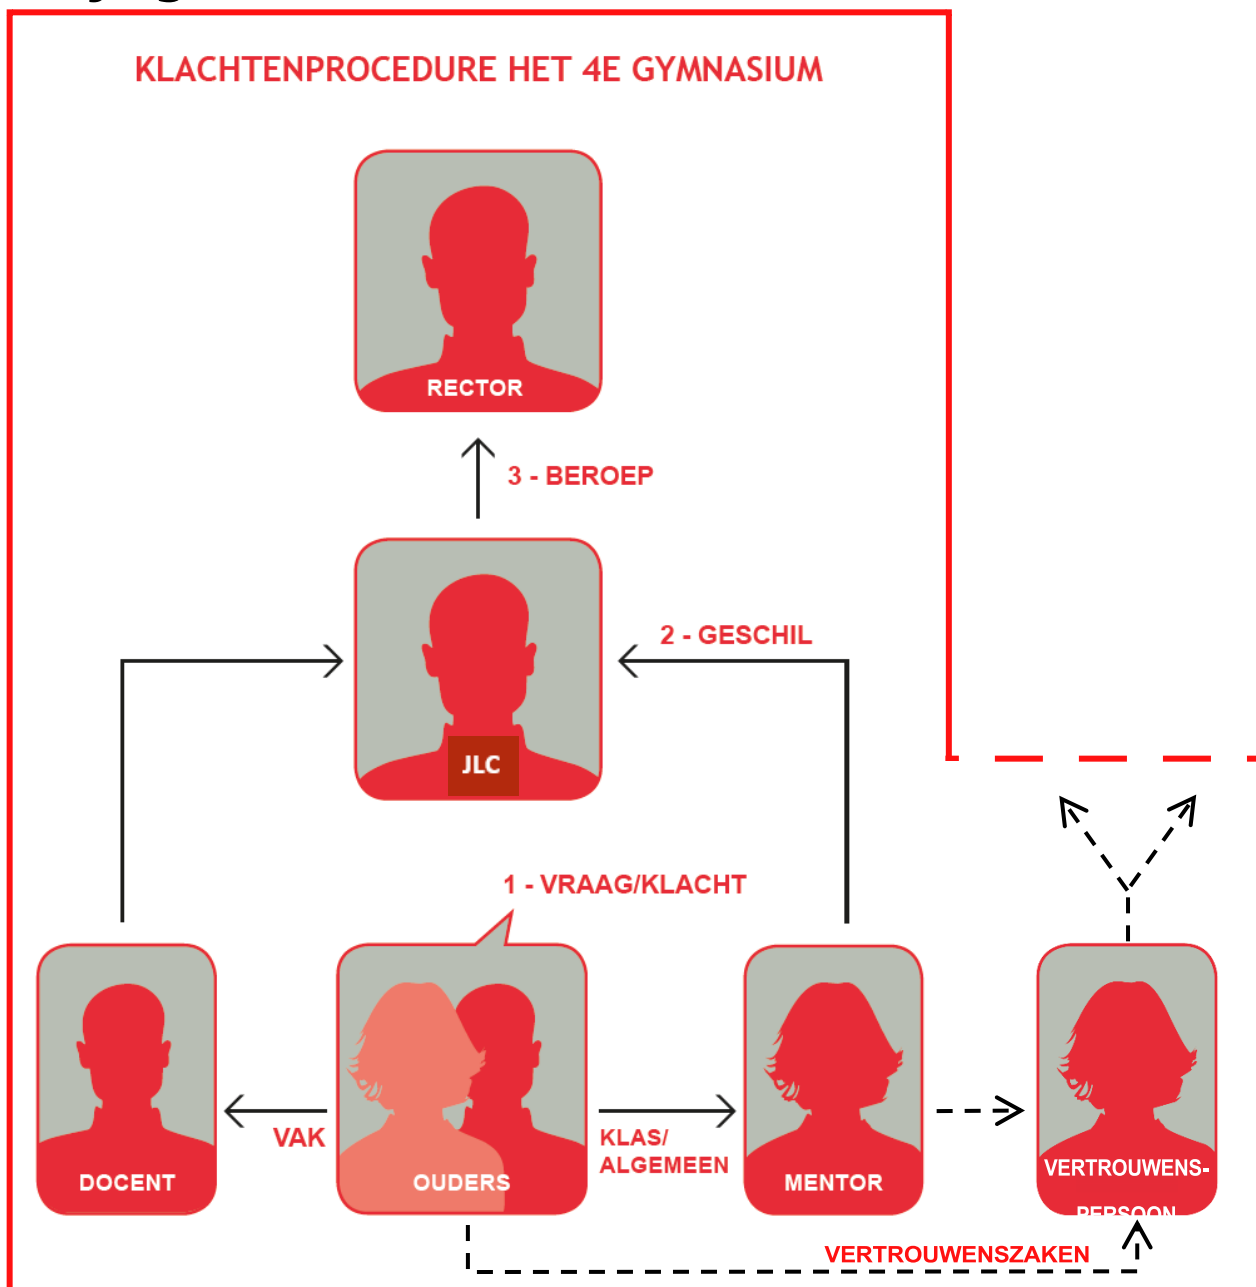 KLACHTENPROCEDURE HET 4E GYMNASIUM
RECTOR
3 - BEROEP
2 - GESCHIL
JLC
1 - VRAAG/KLACHT
VAK
KLAS/
ALGEMEEN
DOCENT
OUDERS
MENTOR
VERTROUWENS-
PERSOON
VERTROUWENSZAKEN